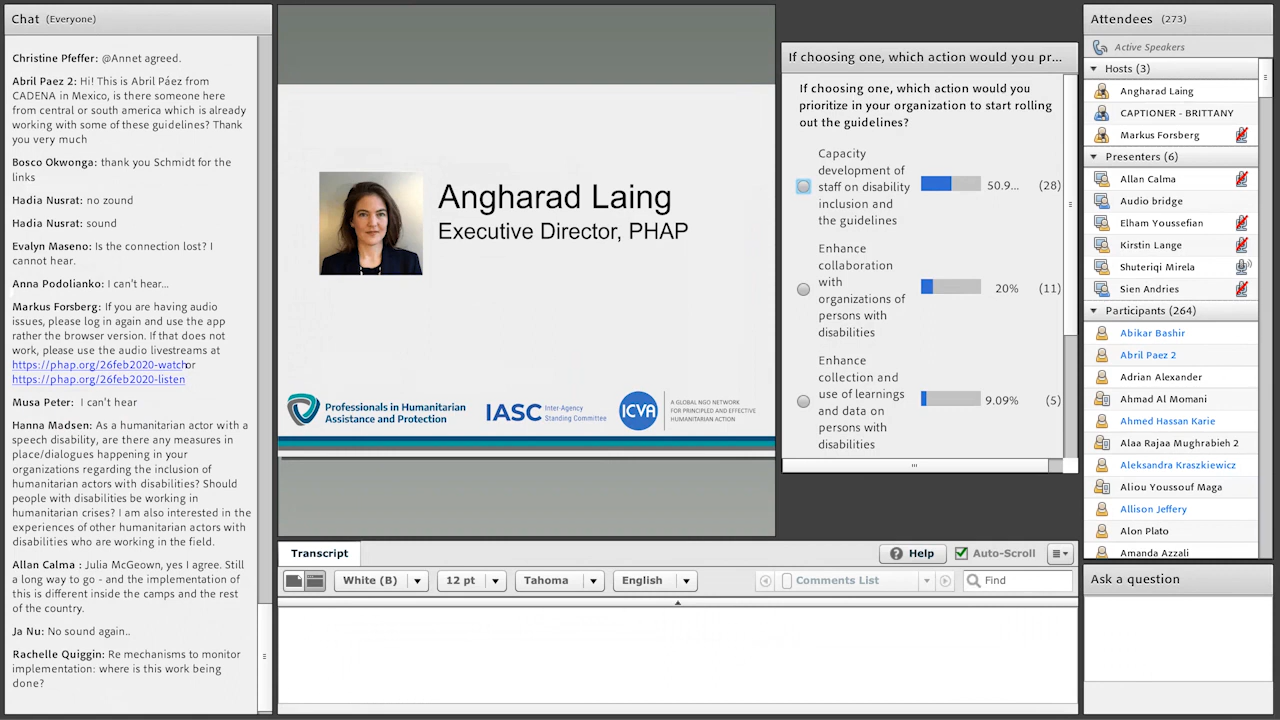 Chat (Everyone)
Christine Pfeffer: @Annet agreed.
Abril Paez 2: Hi! This is Abril Páez from
CADENA in Mexico, is there someone here
from central or south america which is already
working with some of these guidelines? Thank
you very much
Bosco Okwonga: thank you Schmidt for the
links
Hadia Nusrat: no zound
Hadia Nusrat: sound
Evalyn Maseno: Is the connection lost? I
cannot hear.
Anna Podolianko: I can't hear...
Markus Forsberg: If you are having audio
issues, please log in again and use the app
rather the browser version. If that does not
work, please use the audio livestreams at
https://phap.org/26feb2020-watch or
https://phap.org/26feb2020-listen
Musa Peter: I can't hear
Hanna Madsen: As a humanitarian actor with a
speech disability, are there any measures in
place/dialogues happening in your
organizations regarding the inclusion of
humanitarian actors with disabilities? Should
people with disabilities be working in
humanitarian crises? I am also interested in the
experiences of other humanitarian actors with
disabilities who are working in the field.
Allan Calma : Julia McGeown, yes I agree. Still
a long way to go - and the implementation of
this is different inside the camps and the rest
of the country.
Ja Nu: No sound again..
Rachelle Quiggin: Re mechanisms to monitor
implementation: where is this work being
done?
Angharad Laing
Executive Director, PHAP
Professionals in Humanitarian
Assistance and Protection
IASC Inter-Agency
Standing Committee
ICVA
A GLOBAL NGO NETWORK
FOR PRINCIPLED AND EFFECTIVE
HUMANITARIAN ACTION
Transcript
Help
Auto-Scroll
White (B)
12 pt
Tahoma
English
Comments List
Find
If choosing one, which action would you pr...
If choosing one, which action would you
prioritize in your organization to start rolling
out the guidelines?
Capacity
development of
staff on disability
inclusion and
the guidelines
50.9... (28)
Enhance
collaboration
with
organizations of
persons with
disabilities
20% (11)
Enhance
collection and
use of learnings
and data on
persons with
disabilities
9.09% (5)
Attendees (273)
Active Speakers
Hosts (3)
Angharad Laing
CAPTIONER - BRITTANY
Markus Forsberg
Presenters (6)
Allan Calma
Audio bridge
Elham Youssefian
Kirstin Lange
Shuteriqi Mirela
Sien Andries
Participants (264)
Abikar Bashir
Abril Paez 2
Adrian Alexander
Ahmad Al Momani
Ahmed Hassan Karie
Alaa Rajaa Mughrabieh 2
Aleksandra Kraszkiewicz
Aliou Youssouf Maga
Allison Jeffery
Alon Plato
Amanda Azzali
Ask a question